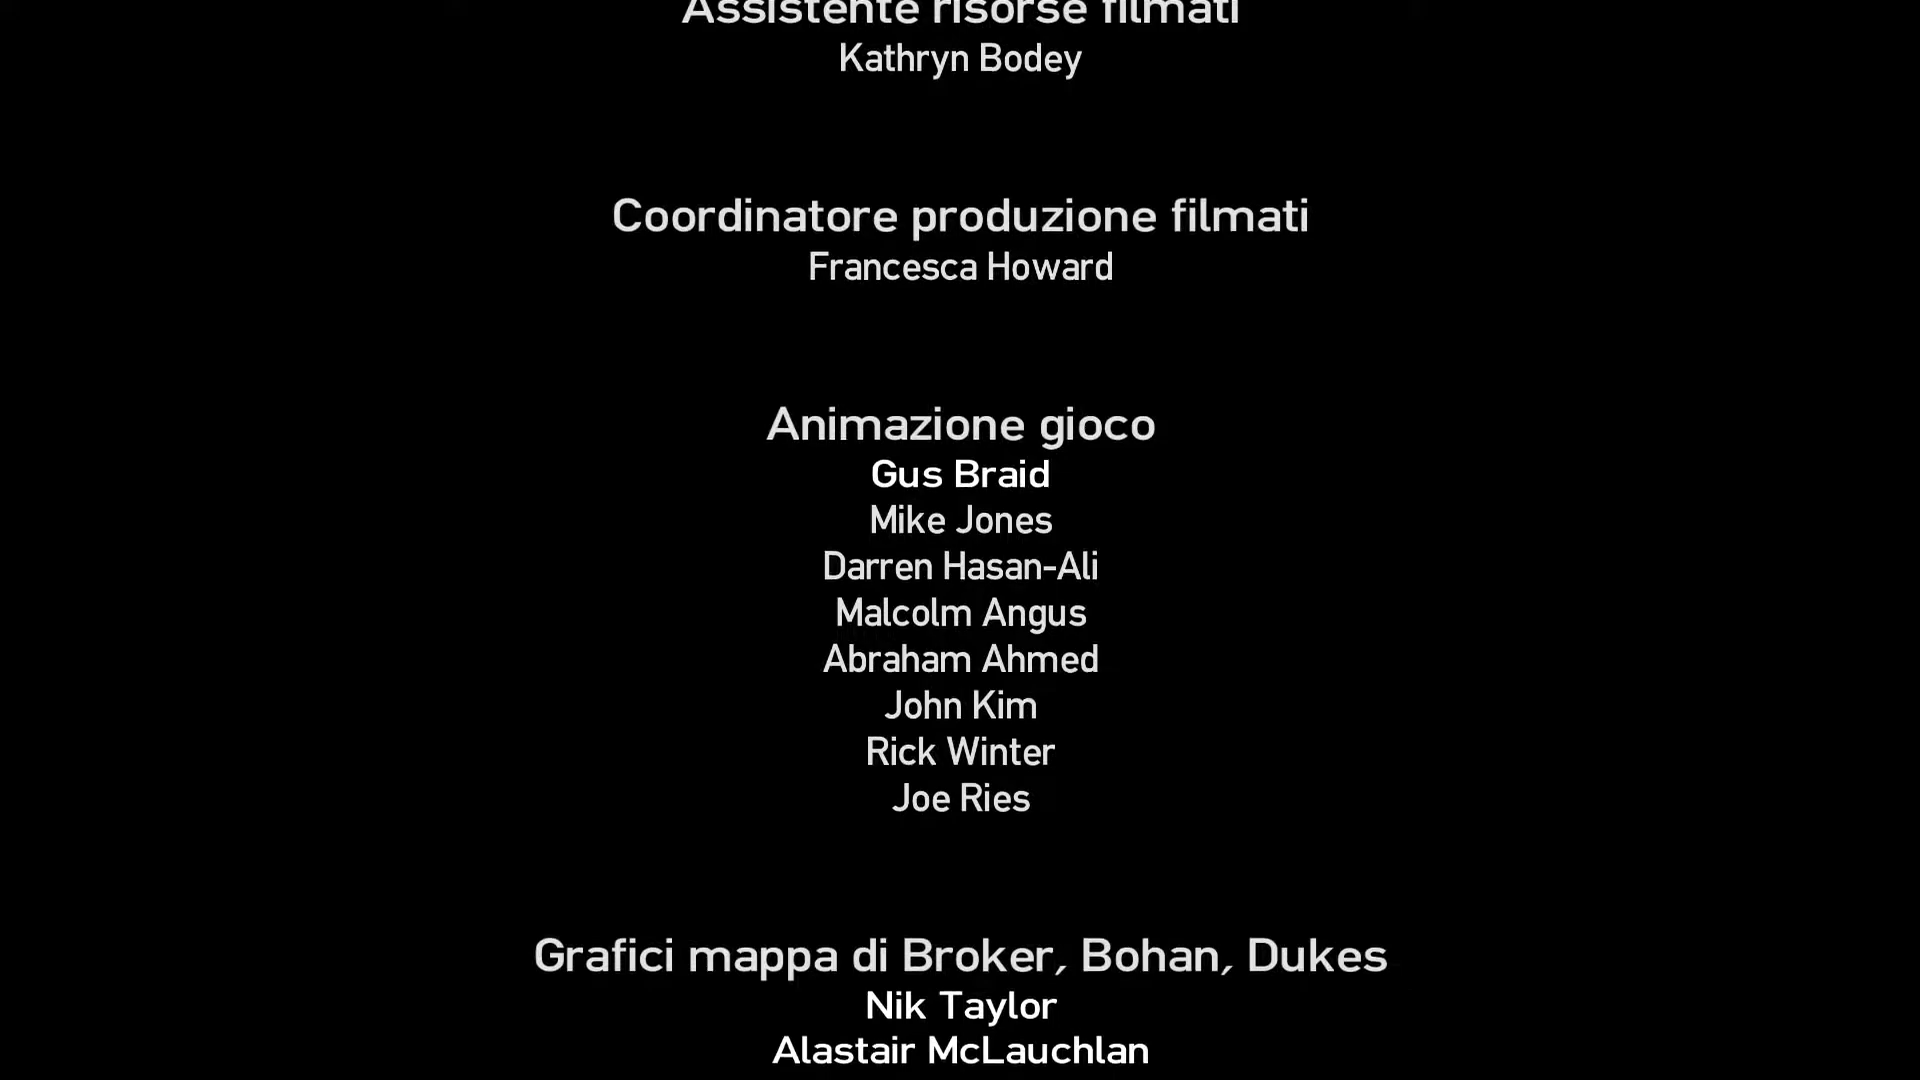 Assistente risorse filmati
Kathryn Bodey
Coordinatore produzione filmati
Francesca Howard
Animazione gioco
Gus Braid
Mike Jones
Darren Hasan-Ali
Malcolm Angus
Abraham Ahmed
John Kim
Rick Winter
Joe Ries
Grafici mappa di Broker, Bohan, Dukes
Nik Taylor
Alastair McLauchlan